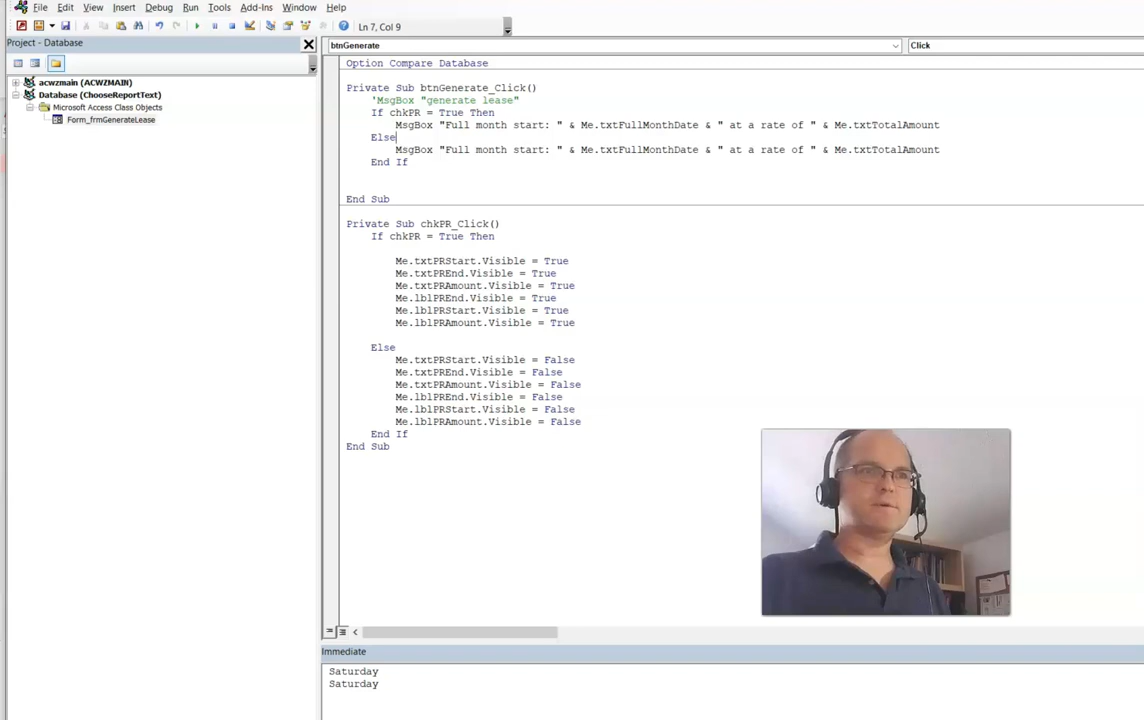 File Edit View Insert Debug Run Tools Add-Ins Window Help
Ln 7, Col 9
Project - Database
acwzmain (ACWZMAIN)
Database (ChooseReportText)
Microsoft Access Class Objects
Form_frmGenerateLease
btnGenerate
Click
Option Compare Database
Private Sub btnGenerate_Click()
'MsgBox "generate lease"
If chkPR = True Then
MsgBox "Full month start: " & Me.txtFullMonthDate & " at a rate of " & Me.txtTotalAmount
Else
MsgBox "Full month start: " & Me.txtFullMonthDate & " at a rate of " & Me.txtTotalAmount
End If
End Sub
Private Sub chkPR_Click()
If chkPR = True Then
Me.txtPRStart.Visible = True
Me.txtPREnd.Visible = True
Me.txtPRAmount.Visible = True
Me.lblPREnd.Visible = True
Me.lblPRStart.Visible = True
Me.lblPRAmount.Visible = True
Else
Me.txtPRStart.Visible = False
Me.txtPREnd.Visible = False
Me.txtPRAmount.Visible = False
Me.lblPREnd.Visible = False
Me.lblPRStart.Visible = False
Me.lblPRAmount.Visible = False
End If
End Sub
Immediate
Saturday
Saturday